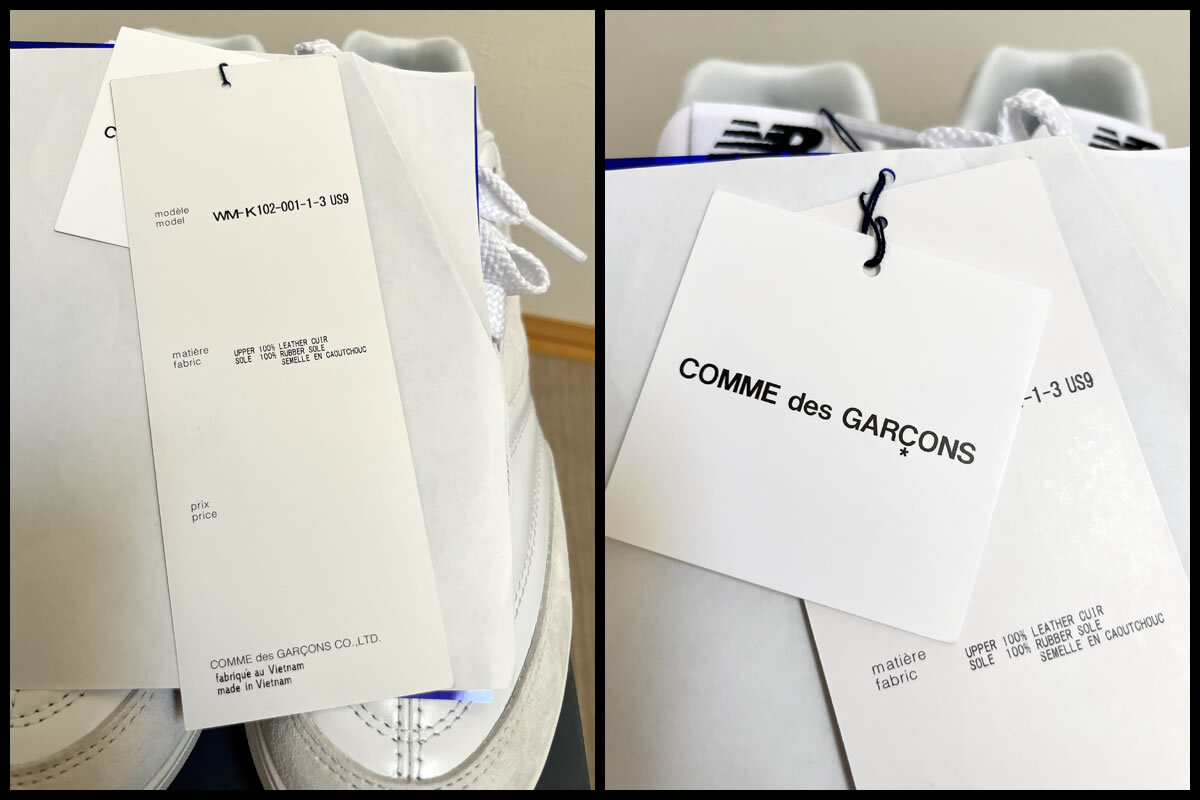 C
modèle
model
WM-K102-001-1-3 US9
matière
fabric
UPPER 100% LEATHER CUIR
SOLE 100% RUBBER SOLE
SEMELLE EN CAOUTCHOUC
prix
price
COMME des GARÇONS CO.,LTD.
fabriqué au Vietnam
made in Vietnam
NB
COMME des GARÇONS
*
-1-3 US9
matière
fabric
UPPER 100% LEATHER CUIR
SOLE 100% RUBBER SOLE
SEMELLE EN CAOUTCHOUC